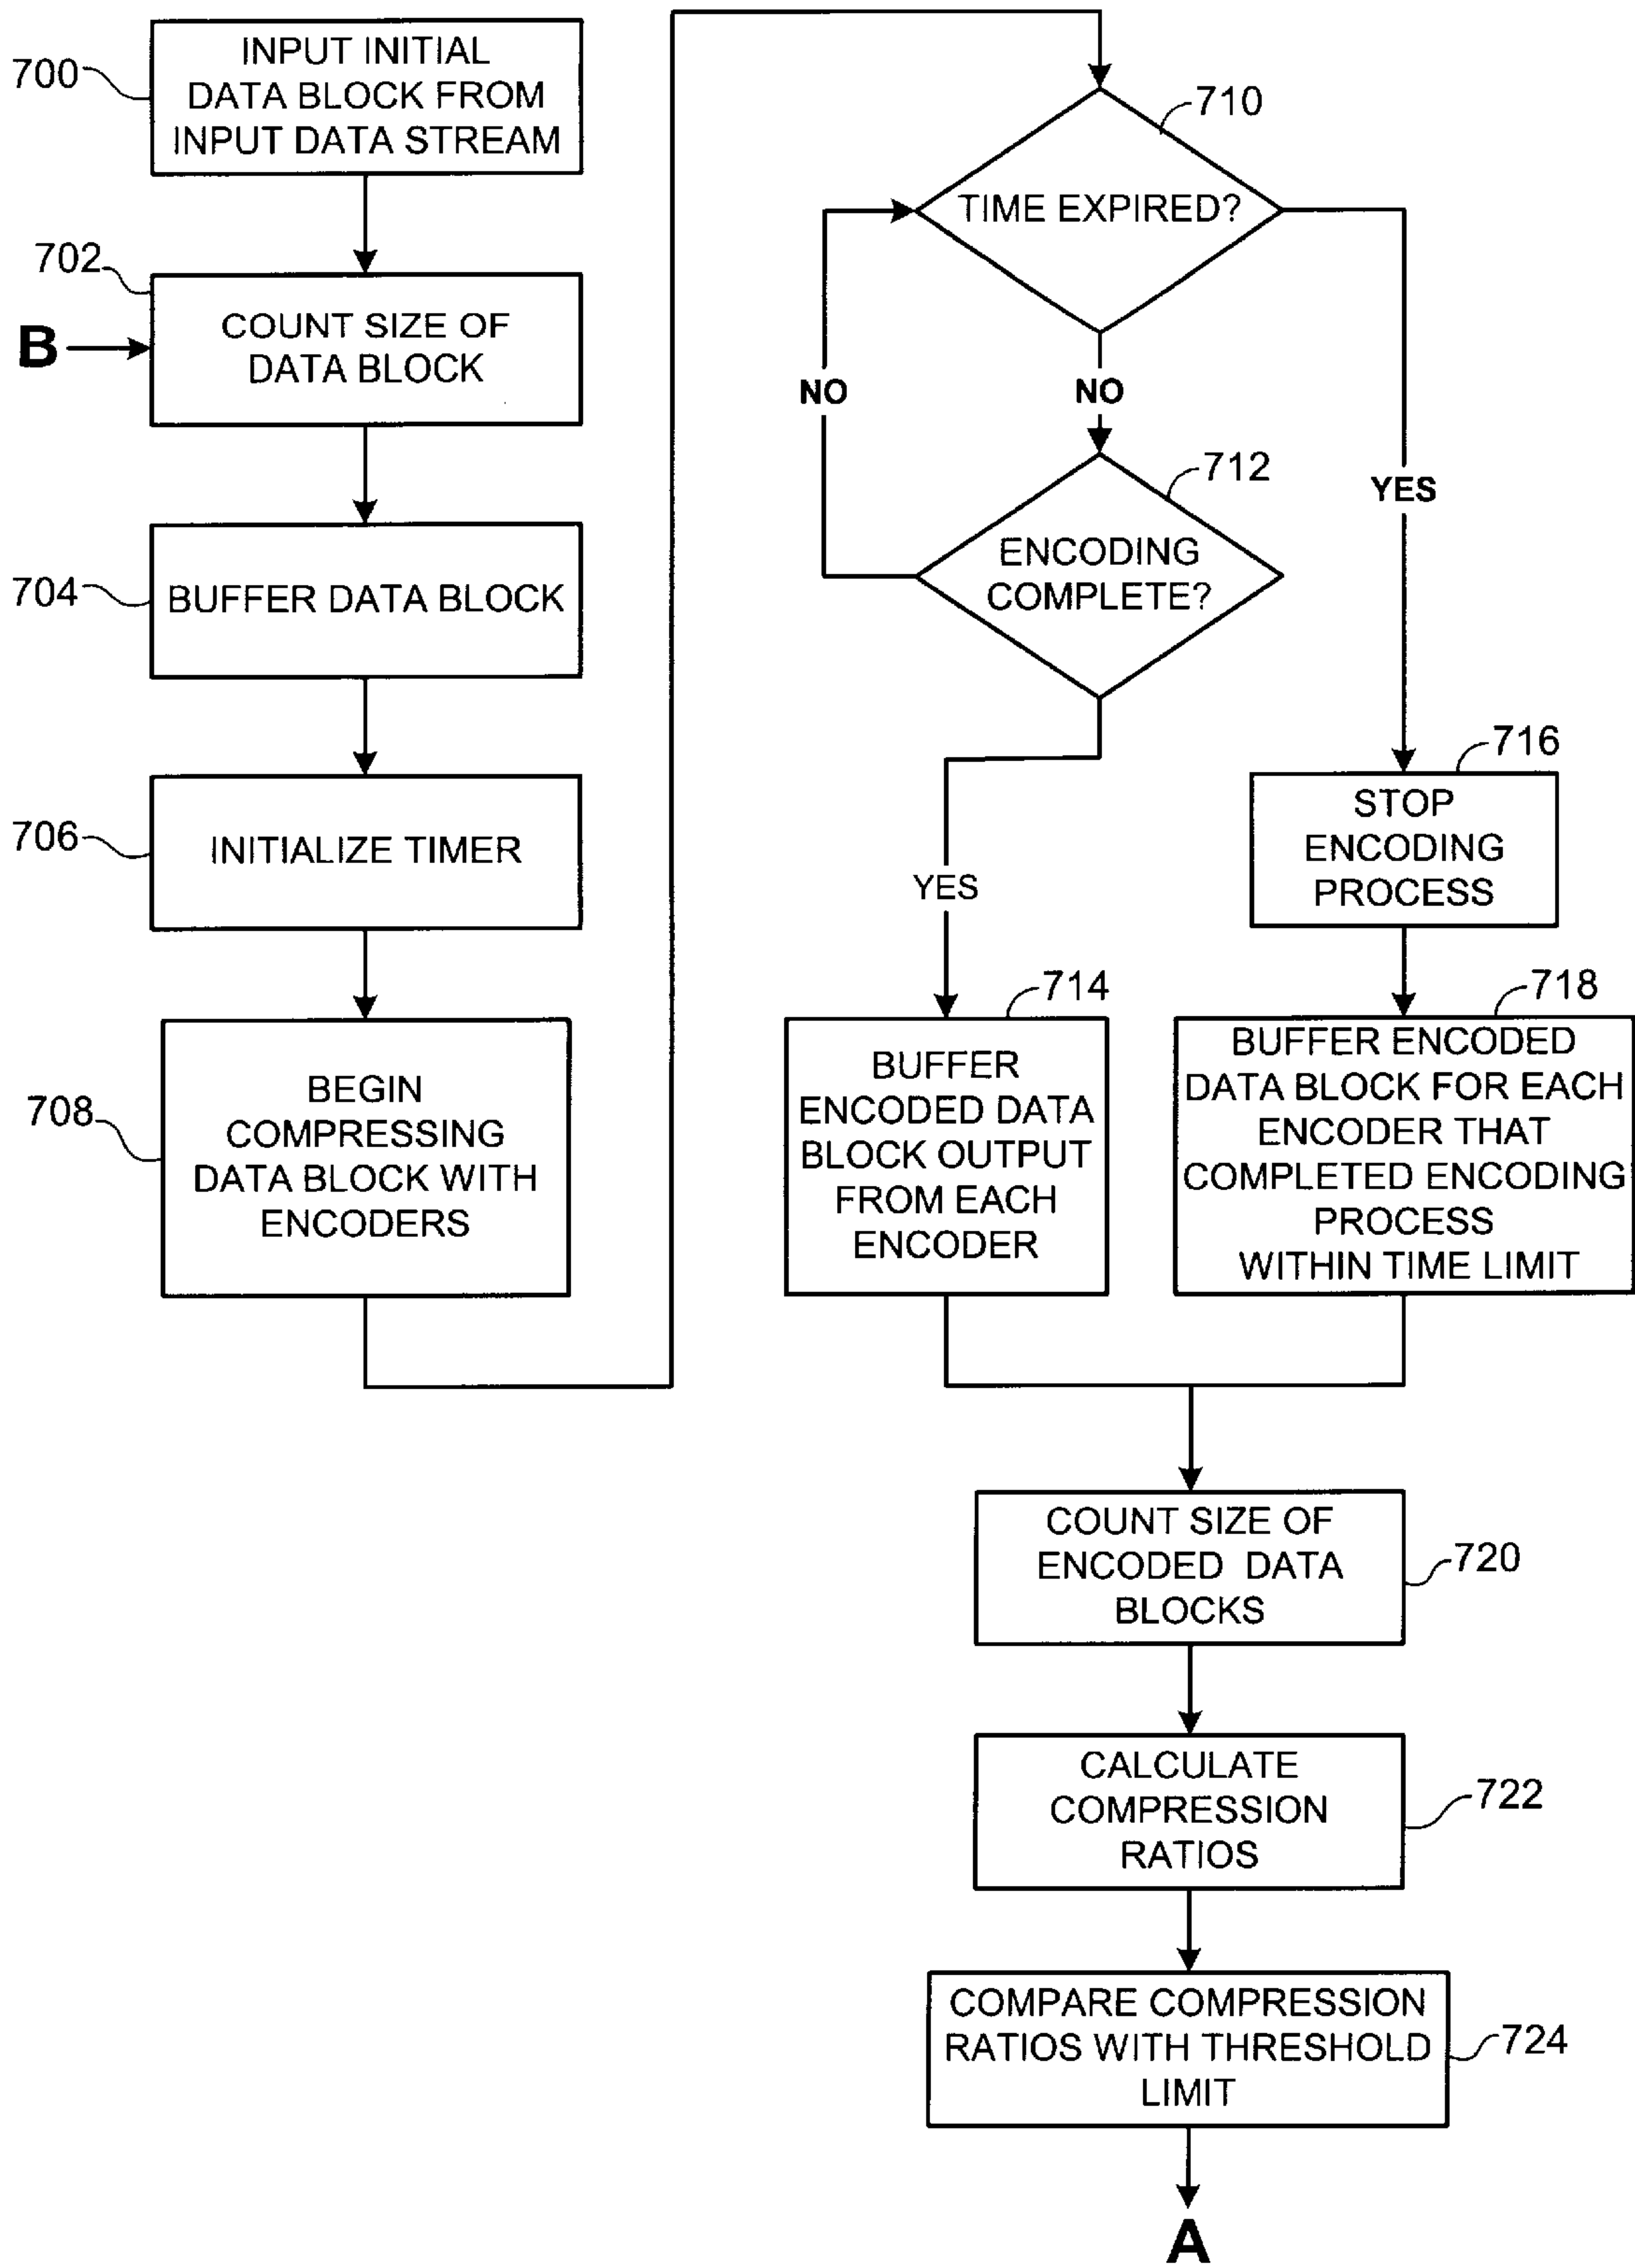 700
INPUT INITIAL
DATA BLOCK FROM
INPUT DATA STREAM
702
B
COUNT SIZE OF
DATA BLOCK
704
BUFFER DATA BLOCK
706
INITIALIZE TIMER
708
BEGIN
COMPRESSING
DATA BLOCK WITH
ENCODERS
710
TIME EXPIRED?
NO
NO
YES
712
ENCODING
COMPLETE?
YES
716
STOP
ENCODING
PROCESS
714
BUFFER
ENCODED DATA
BLOCK OUTPUT
FROM EACH
ENCODER
718
BUFFER ENCODED
DATA BLOCK FOR EACH
ENCODER THAT
COMPLETED ENCODING
PROCESS
WITHIN TIME LIMIT
COUNT SIZE OF
ENCODED DATA
BLOCKS
720
CALCULATE
COMPRESSION
RATIOS
722
COMPARE COMPRESSION
RATIOS WITH THRESHOLD
LIMIT
724
A